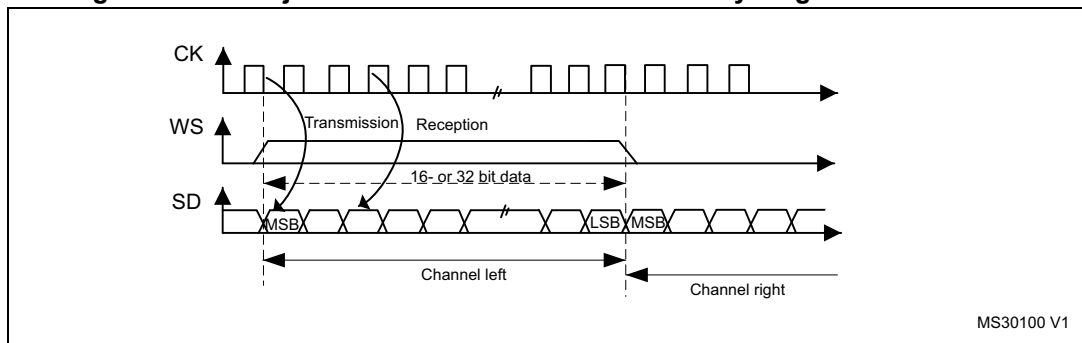 CK
Transmission
Reception
WS
16- or 32 bit data
SD
MSB
LSB
MSB
Channel left
Channel right
MS30100 V1